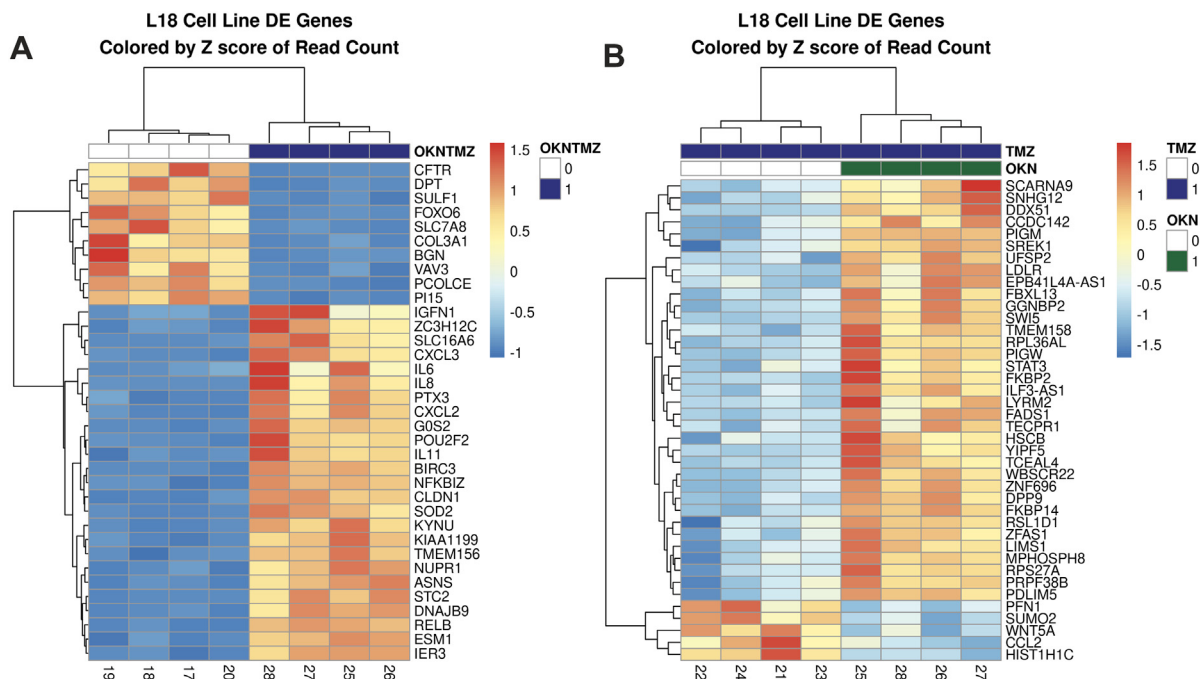 A
L18 Cell Line DE Genes
Colored by Z score of Read Count
OKNTMZ
CFTR
DPT
SULF1
FOXO6
SLC7A8
COL3A1
BGN
VAV3
PCOLCE
PI15
IGFN1
ZC3H12C
SLC16A6
CXCL3
IL6
IL8
PTX3
CXCL2
G0S2
POU2F2
IL11
BIRC3
NFKBIZ
CLDN1
SOD2
KYNU
KIAA1199
TMEM156
NUPR1
ASNS
STC2
DNAJB9
RELB
ESM1
IER3
19 18 17 20 28 27 25 26
1.5
1
0.5
0
-0.5
-1
OKNTMZ
0
1
B
L18 Cell Line DE Genes
Colored by Z score of Read Count
TMZ
OKN
SCARNA9
SNHG12
DDX51
CCDC142
PIGM
SREK1
UFSP2
LDLR
EPB41L4A-AS1
FBXL13
GGNBP2
SWI5
TMEM158
RPL36AL
PIGW
STAT3
FKBP2
ILF3-AS1
LYRM2
FADS1
TECPR1
HSCB
YIPF5
TCEAL4
WBSCR22
ZNF696
DPP9
FKBP14
RSL1D1
ZFAS1
LIMS1
MPHOSPH8
RPS27A
PRPF38B
PDLIM5
PFN1
SUMO2
WNT5A
CCL2
HIST1H1C
22 24 21 23 25 28 26 27
1.5
1
0.5
0
-0.5
-1
-1.5
TMZ
0
1
OKN
0
1